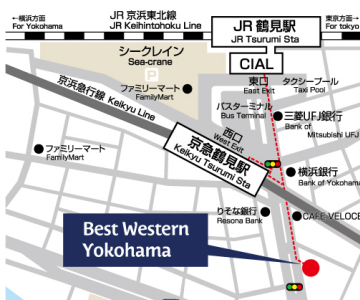 ←横浜方面
For Yokohama
JR 京浜東北線
JR Keihintohoku Line
東京方面→
For tokyo
JR 鶴見駅
JR Tsurumi Sta
CIAL
シークレイン
Sea-crane
P
ファミリーマート
FamilyMart
東口
East Exit
タクシープール
Taxi Pool
バスターミナル
Bus Terminal
三菱UFJ銀行
Bank of
Mitsubishi UFJ
京浜急行線 Keikyu Line
西口
West Exit
京急鶴見駅
Keikyu Tsurumi Sta
ファミリーマート
FamilyMart
横浜銀行
Bank of Yokohama
りそな銀行
Resona Bank
CAFE VELOCE
Best Western
Yokohama